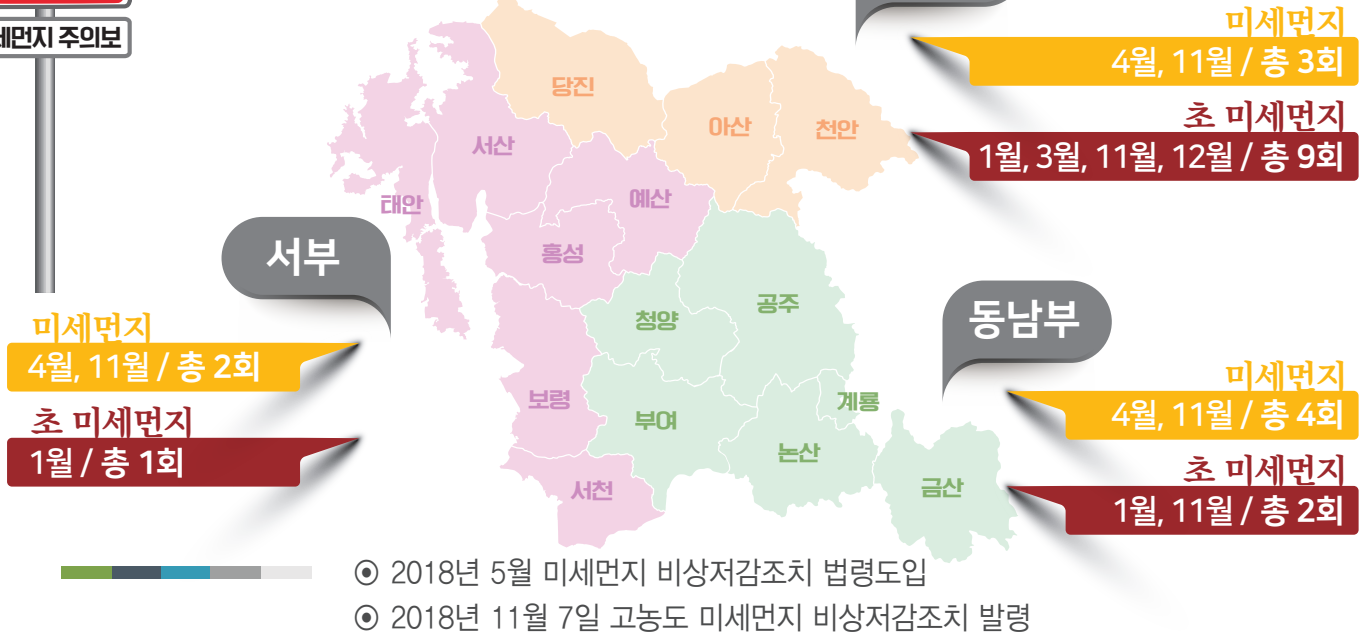 세먼지 주의보
미세먼지
4월, 11월 / 총 3회
초 미세먼지
1월, 3월, 11월, 12월 / 총 9회
당진
아산
천안
서산
예산
태안
홍성
서부
미세먼지
4월, 11월 / 총 2회
초 미세먼지
1월 / 총 1회
청양
공주
보령
부여
계룡
논산
서천
금산
동남부
미세먼지
4월, 11월 / 총 4회
초 미세먼지
1월, 11월 / 총 2회
⦿ 2018년 5월 미세먼지 비상저감조치 법령도입
⦿ 2018년 11월 7일 고농도 미세먼지 비상저감조치 발령